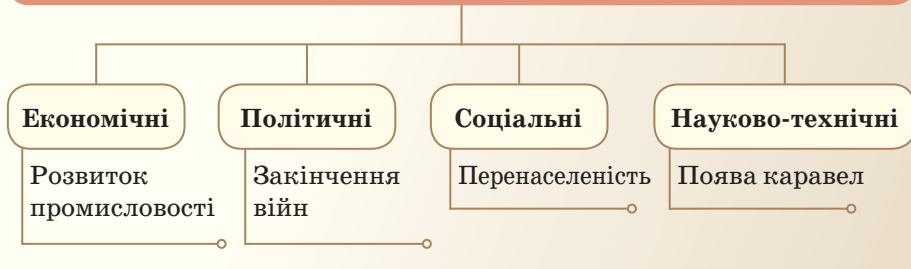 Економічні
Політичні
Соціальні
Науково-технічні
Розвиток
промисловості
Закінчення
війн
Перенаселеність
Поява каравел